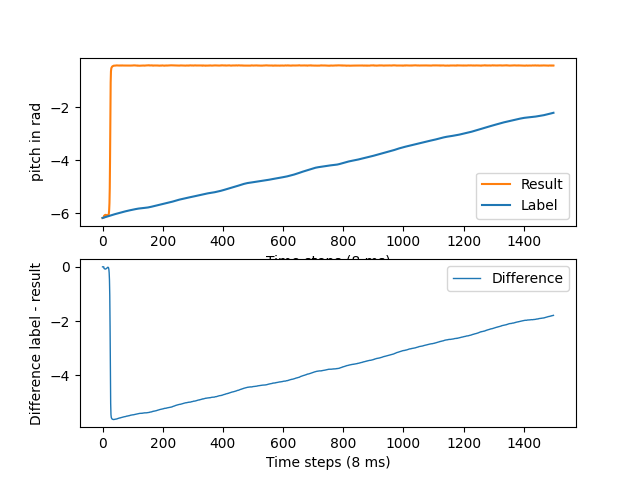 pitch in rad
−2
−4
−6
0 200 400 600 800 1000 1200 1400
Result
Label
Time steps (8 ms)
Difference label - result
0
−2
−4
0 200 400 600 800 1000 1200 1400
Difference
Time steps (8 ms)